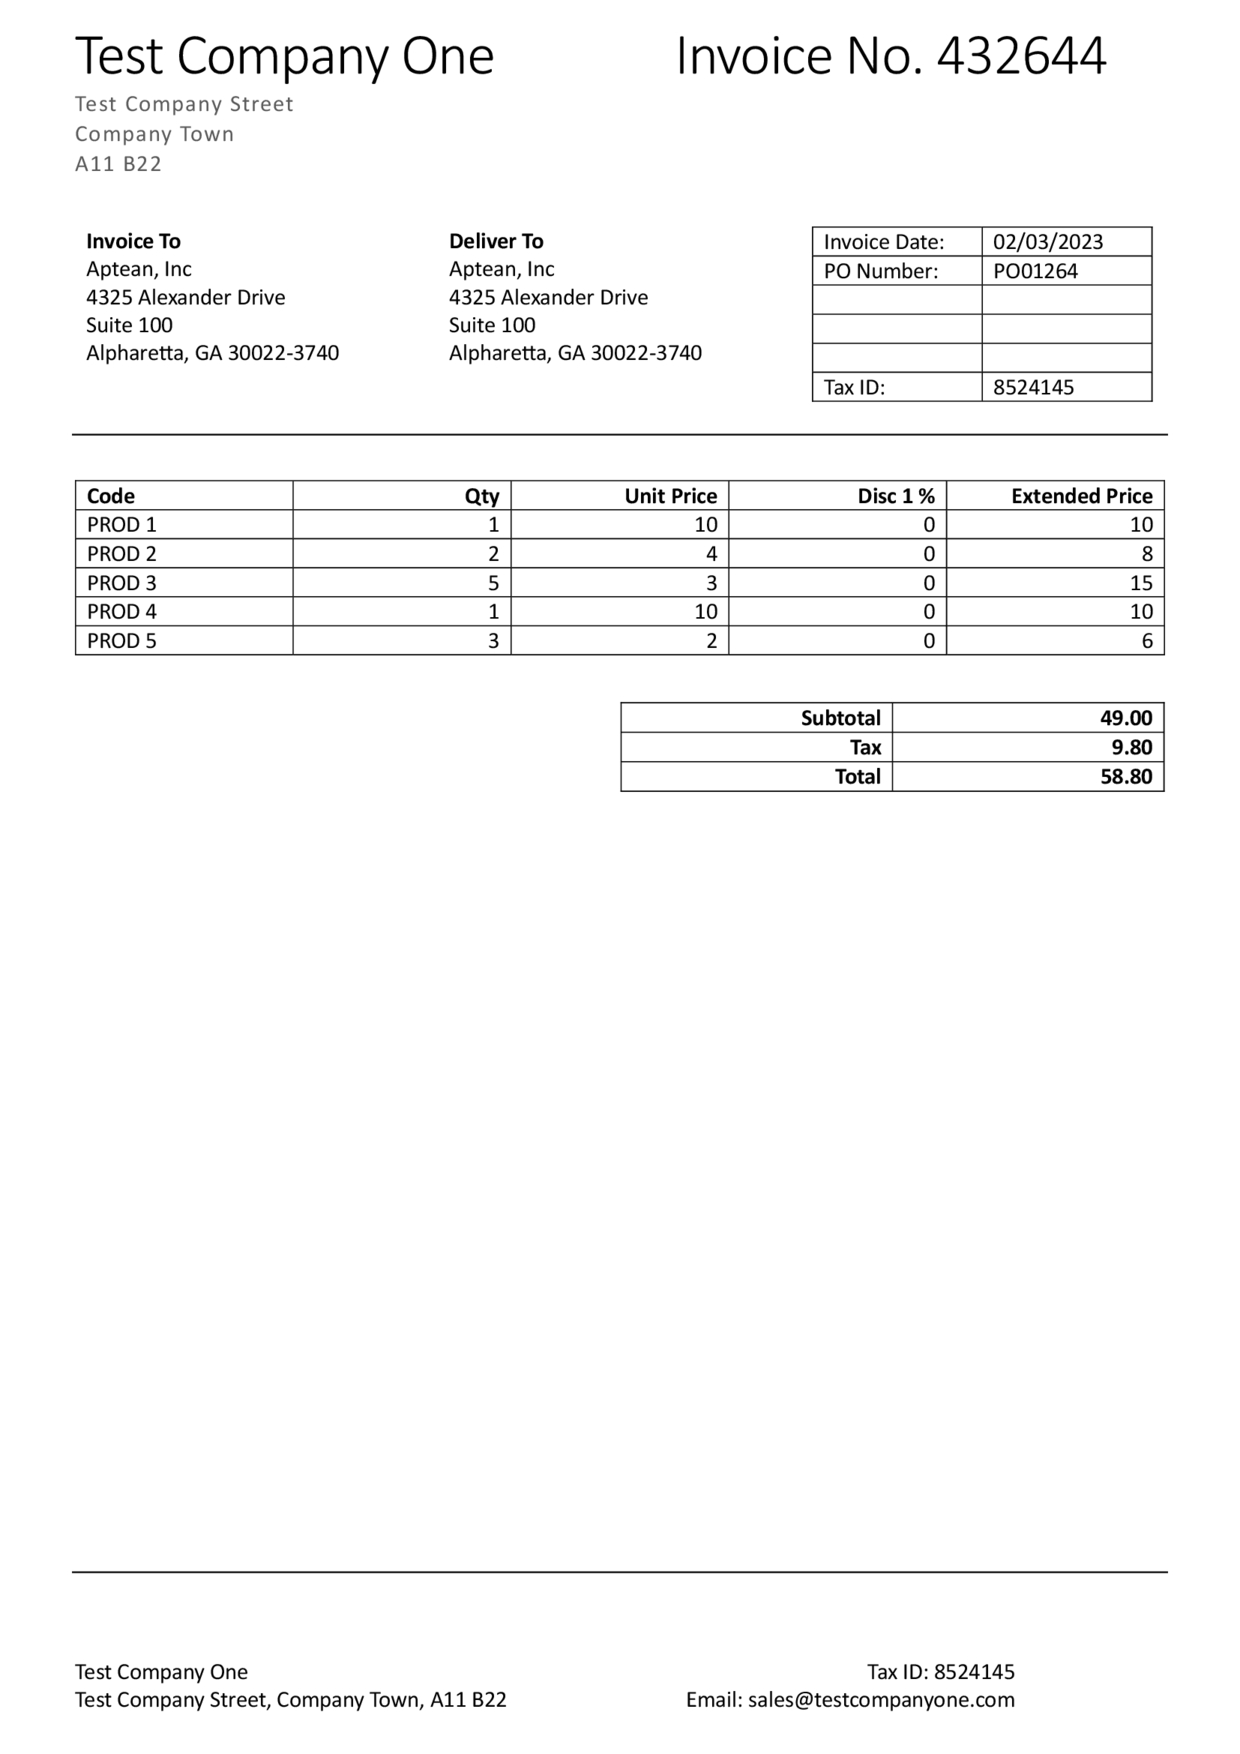 Test Company One Invoice No. 432644
Test Company Street
Company Town
A11 B22
Invoice To
Aptean, Inc
4325 Alexander Drive
Suite 100
Alpharetta, GA 30022-3740
Deliver To
Aptean, Inc
4325 Alexander Drive
Suite 100
Alpharetta, GA 30022-3740
Invoice Date: 02/03/2023
PO Number: PO01264
Tax ID: 8524145
Code Qty Unit Price Disc 1 % Extended Price
PROD 1 1 10 0 10
PROD 2 2 4 0 8
PROD 3 5 3 0 15
PROD 4 1 10 0 10
PROD 5 3 2 0 6
Subtotal 49.00
Tax 9.80
Total 58.80
Test Company One Tax ID: 8524145
Test Company Street, Company Town, A11 B22 Email: sales@testcompanyone.com